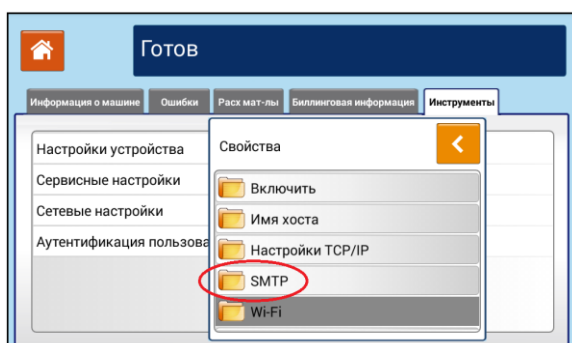 Готов
Информация о машине Ошибки Расх мат-лы Биллинговая информация Инструменты
Настройки устройства
Сервисные настройки
Сетевые настройки
Аутентификация пользова
Свойства
Включить
Имя хоста
Настройки TCP/IP
SMTP
Wi-Fi